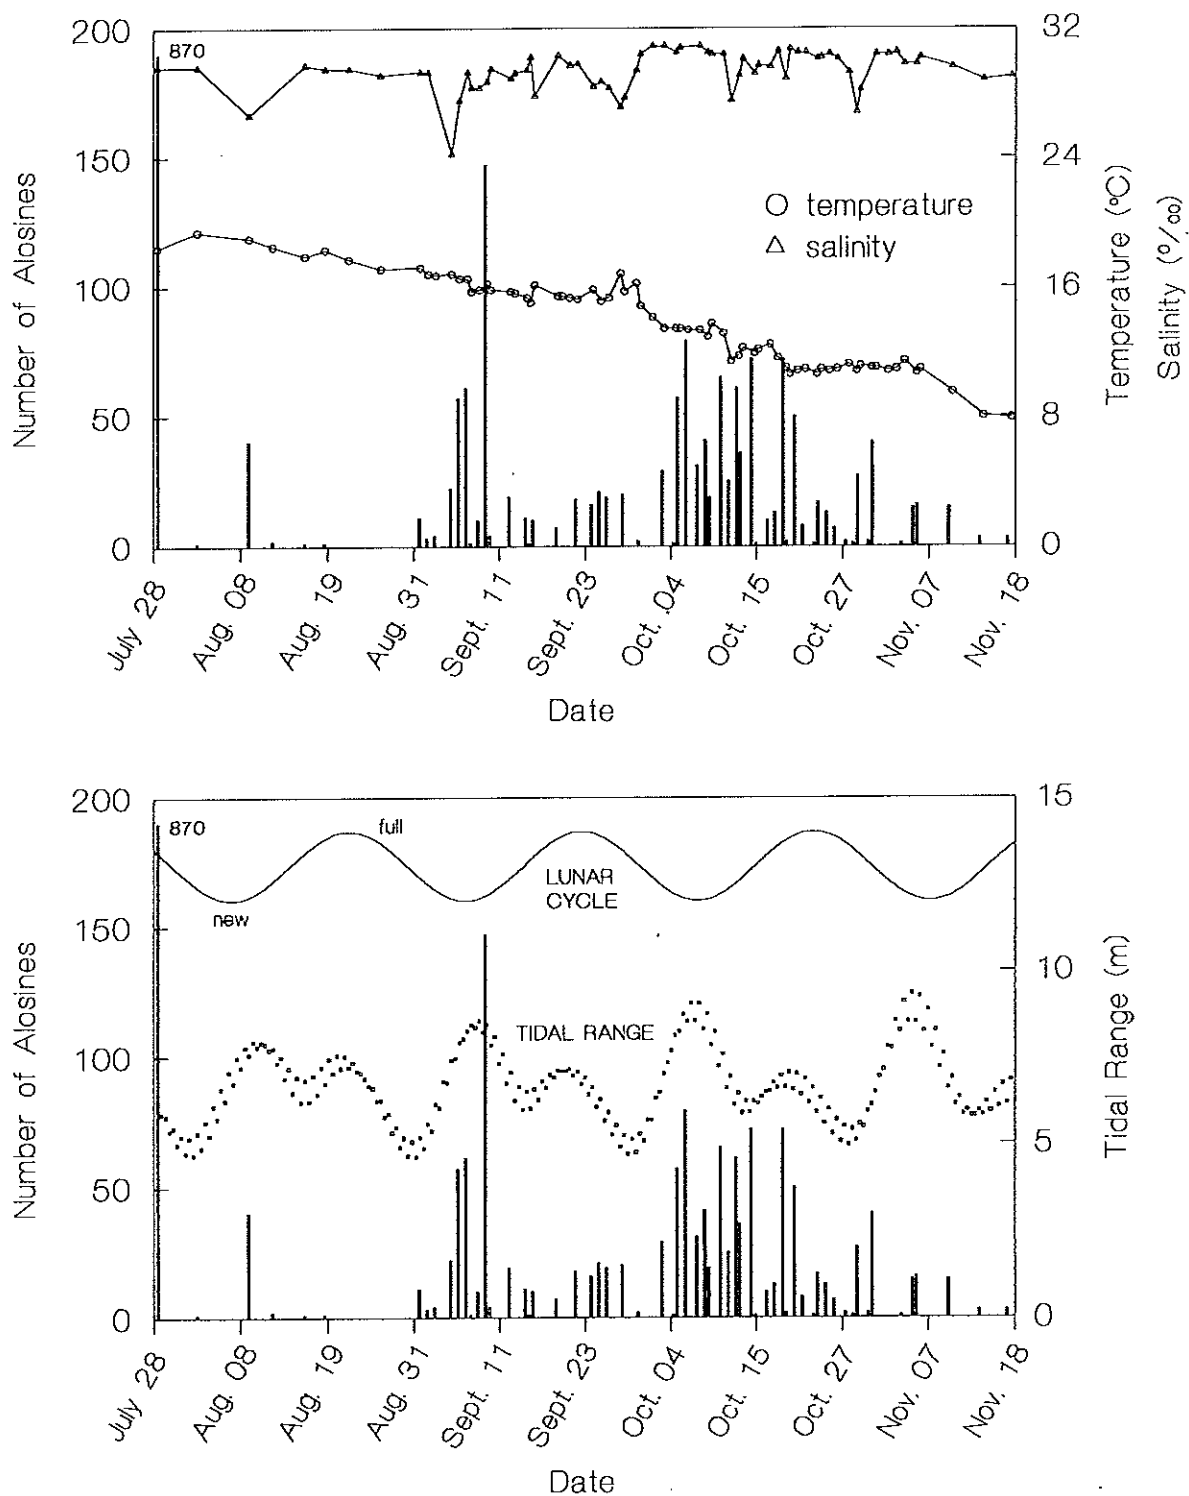 200
150
100
50
0
Number of Alosines
870
32
24
16
8
0
Temperature (°C)
Salinity (°/oo)
temperature
salinity
July 28
Aug. 08
Aug. 19
Aug. 31
Sept. 11
Sept. 23
Oct. 04
Oct. 15
Oct. 27
Nov. 07
Nov. 18
Date
200
150
100
50
0
Number of Alosines
870
full
new
LUNAR
CYCLE
TIDAL RANGE
15
10
5
0
Tidal Range (m)
July 28
Aug. 08
Aug. 19
Aug. 31
Sept. 11
Sept. 23
Oct. 04
Oct. 15
Oct. 27
Nov. 07
Nov. 18
Date